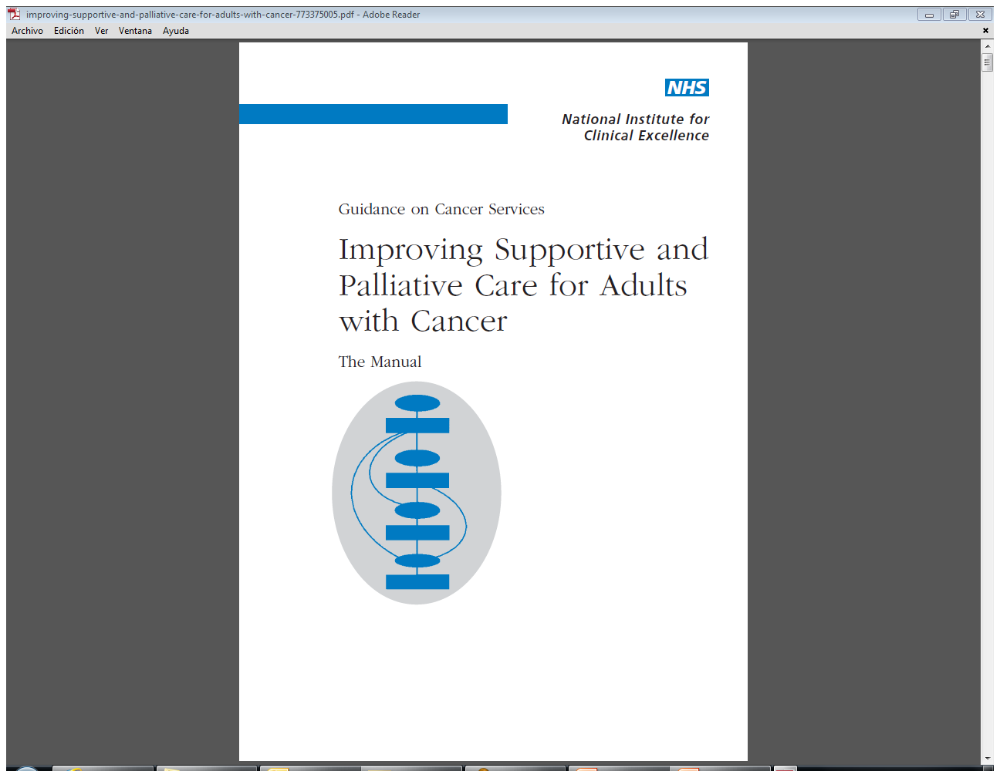 improving-supportive-and-palliative-care-for-adults-with-cancer-773375005.pdf - Adobe Reader
Archivo Edición Ver Ventana Ayuda
NHS
National Institute for
Clinical Excellence
Guidance on Cancer Services
Improving Supportive and
Palliative Care for Adults
with Cancer
The Manual